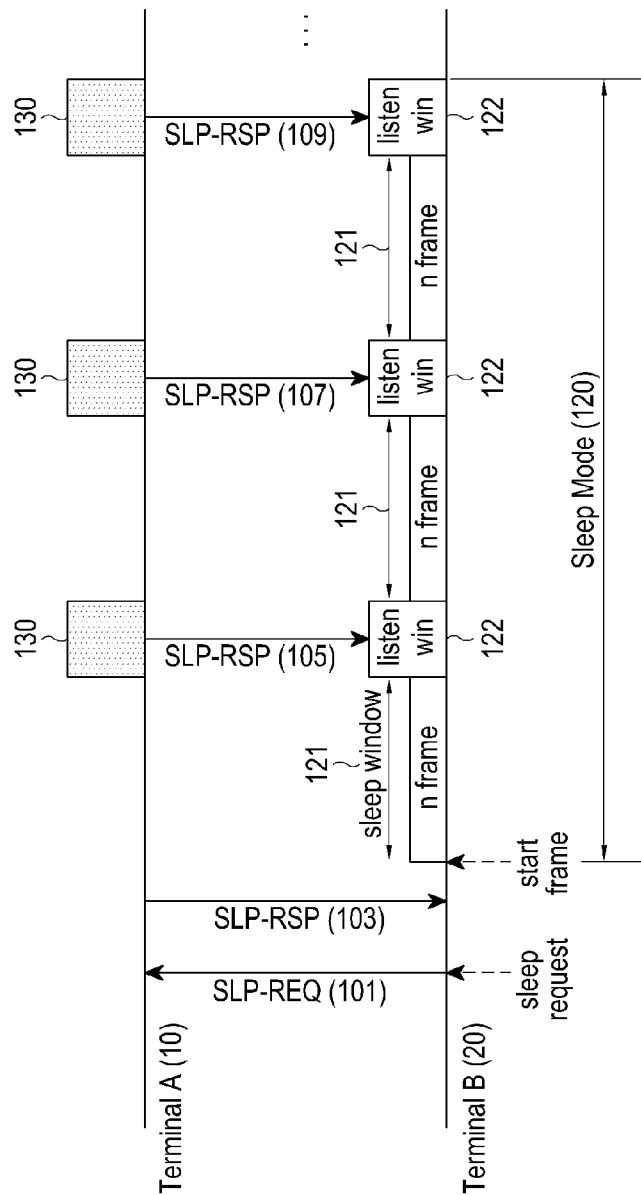 130
130
130
...
Terminal A (10)
SLP-REQ (101)
SLP-RSP (103)
SLP-RSP (105)
SLP-RSP (107)
SLP-RSP (109)
121
sleep window
121
121
n frame
listen
win
n frame
listen
win
n frame
listen
win
Terminal B (20)
122
122
122
sleep
request
start
frame
Sleep Mode (120)